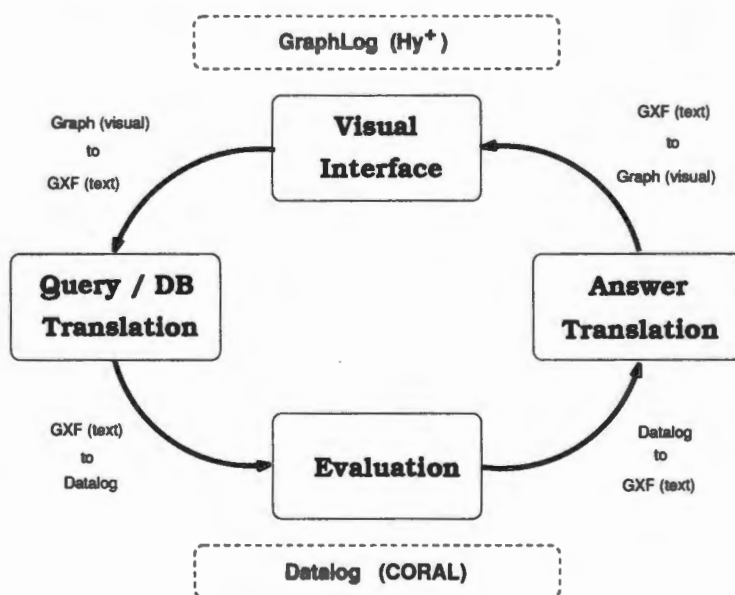 GraphLog (Hy+)
Graph (visual)
to
GXF (text)
Visual
Interface
GXF (text)
to
Graph (visual)
Query / DB
Translation
Answer
Translation
GXF (text)
to
Datalog
Evaluation
Datalog
to
GXF (text)
Datalog (CORAL)